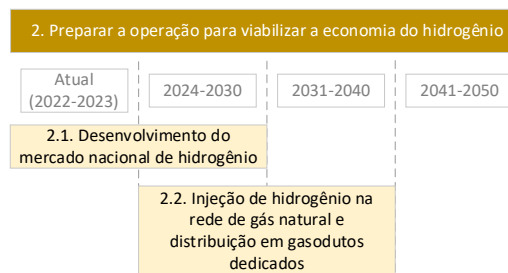 2. Preparar a operação para viabilizar a economia do hidrogênio
Atual
(2022-2023)
2024-2030
2031-2040
2041-2050
2.1. Desenvolvimento do
mercado nacional de hidrogênio
2.2. Injeção de hidrogênio na
rede de gás natural e
distribuição em gasodutos
dedicados